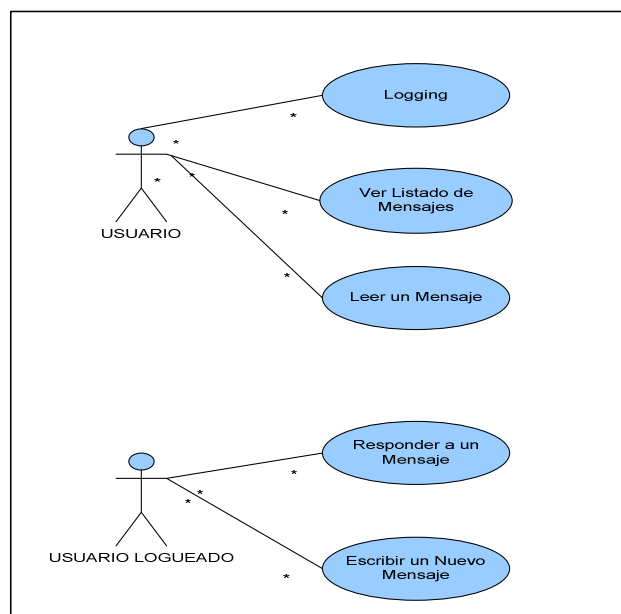 Logging
*
*
*
*
Ver Listado de
Mensajes
*
USUARIO
*
Leer un Mensaje
Responder a un
Mensaje
*
*
*
USUARIO LOGUEADO
Escribir un Nuevo
Mensaje
*